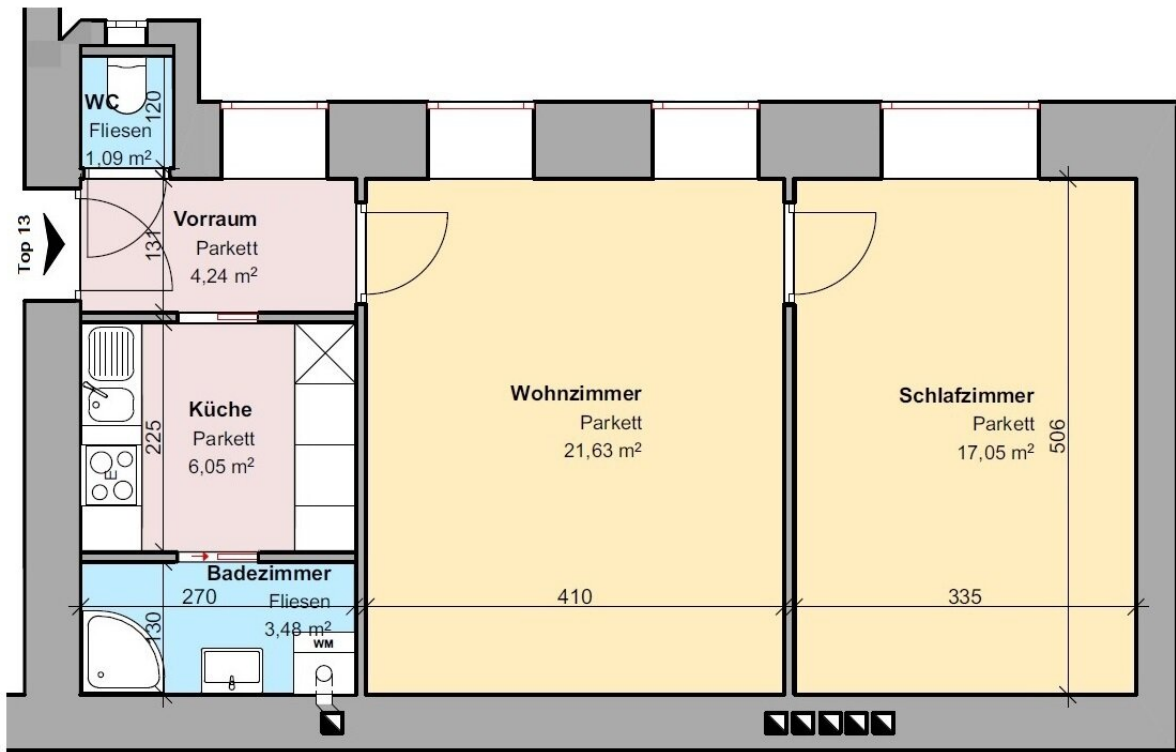 WC
Fliesen
1,09 m²
120
Top 13
Vorraum
Parkett
4,24 m²
131
Küche
Parkett
6,05 m²
225
E
Wohnzimmer
Parkett
21,63 m²
Schlafzimmer
Parkett
17,05 m²
506
Badezimmer
Fliesen
3,48 m²
270
130
WM
410
335